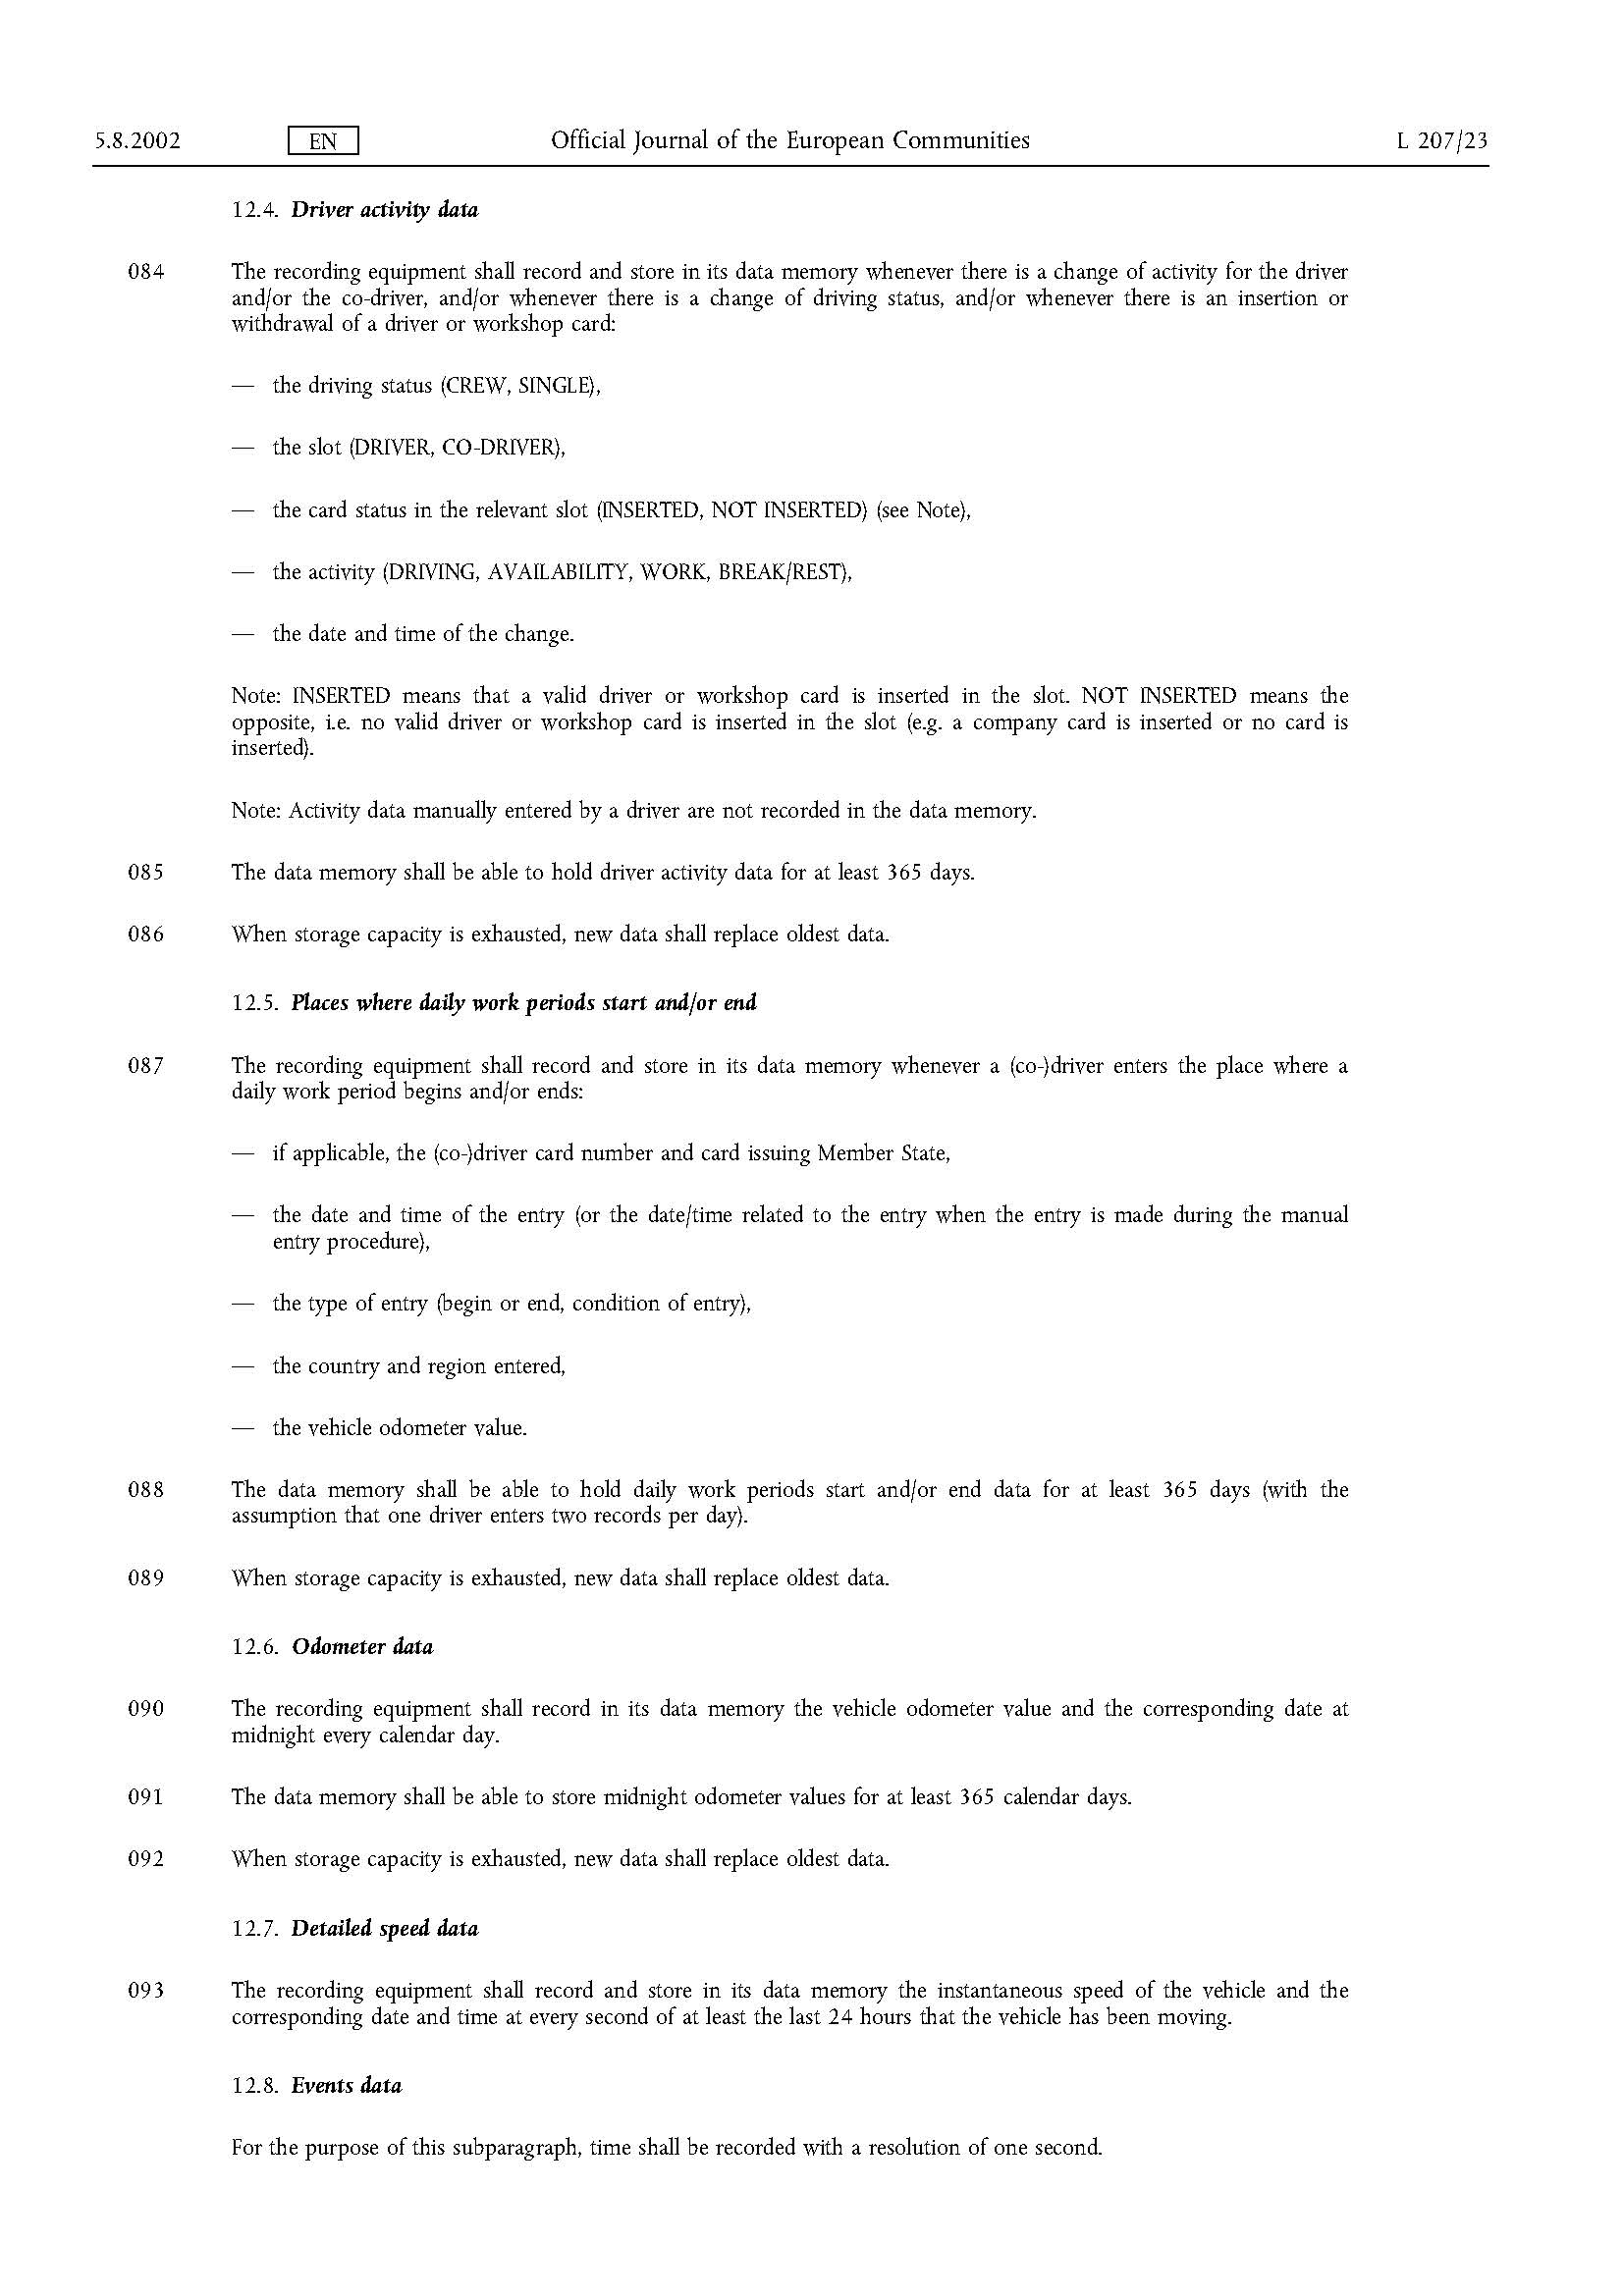 5.8.2002 EN Official Journal of the European Communities L 207/23
12.4. Driver activity data
084 The recording equipment shall record and store in its data memory whenever there is a change of activity for the driver
and/or the co-driver, and/or whenever there is a change of driving status, and/or whenever there is an insertion or
withdrawal of a driver or workshop card:
— the driving status (CREW, SINGLE),
— the slot (DRIVER, CO-DRIVER),
— the card status in the relevant slot (INSERTED, NOT INSERTED) (see Note),
— the activity (DRIVING, AVAILABILITY, WORK, BREAK/REST),
— the date and time of the change.
Note: INSERTED means that a valid driver or workshop card is inserted in the slot. NOT INSERTED means the
opposite, i.e. no valid driver or workshop card is inserted in the slot (e.g. a company card is inserted or no card is
inserted).
Note: Activity data manually entered by a driver are not recorded in the data memory.
085 The data memory shall be able to hold driver activity data for at least 365 days.
086 When storage capacity is exhausted, new data shall replace oldest data.
12.5. Places where daily work periods start and/or end
087 The recording equipment shall record and store in its data memory whenever a (co-)driver enters the place where a
daily work period begins and/or ends:
— if applicable, the (co-)driver card number and card issuing Member State,
— the date and time of the entry (or the date/time related to the entry when the entry is made during the manual
entry procedure),
— the type of entry (begin or end, condition of entry),
— the country and region entered,
— the vehicle odometer value.
088 The data memory shall be able to hold daily work periods start and/or end data for at least 365 days (with the
assumption that one driver enters two records per day).
089 When storage capacity is exhausted, new data shall replace oldest data.
12.6. Odometer data
090 The recording equipment shall record in its data memory the vehicle odometer value and the corresponding date at
midnight every calendar day.
091 The data memory shall be able to store midnight odometer values for at least 365 calendar days.
092 When storage capacity is exhausted, new data shall replace oldest data.
12.7. Detailed speed data
093 The recording equipment shall record and store in its data memory the instantaneous speed of the vehicle and the
corresponding date and time at every second of at least the last 24 hours that the vehicle has been moving.
12.8. Events data
For the purpose of this subparagraph, time shall be recorded with a resolution of one second.